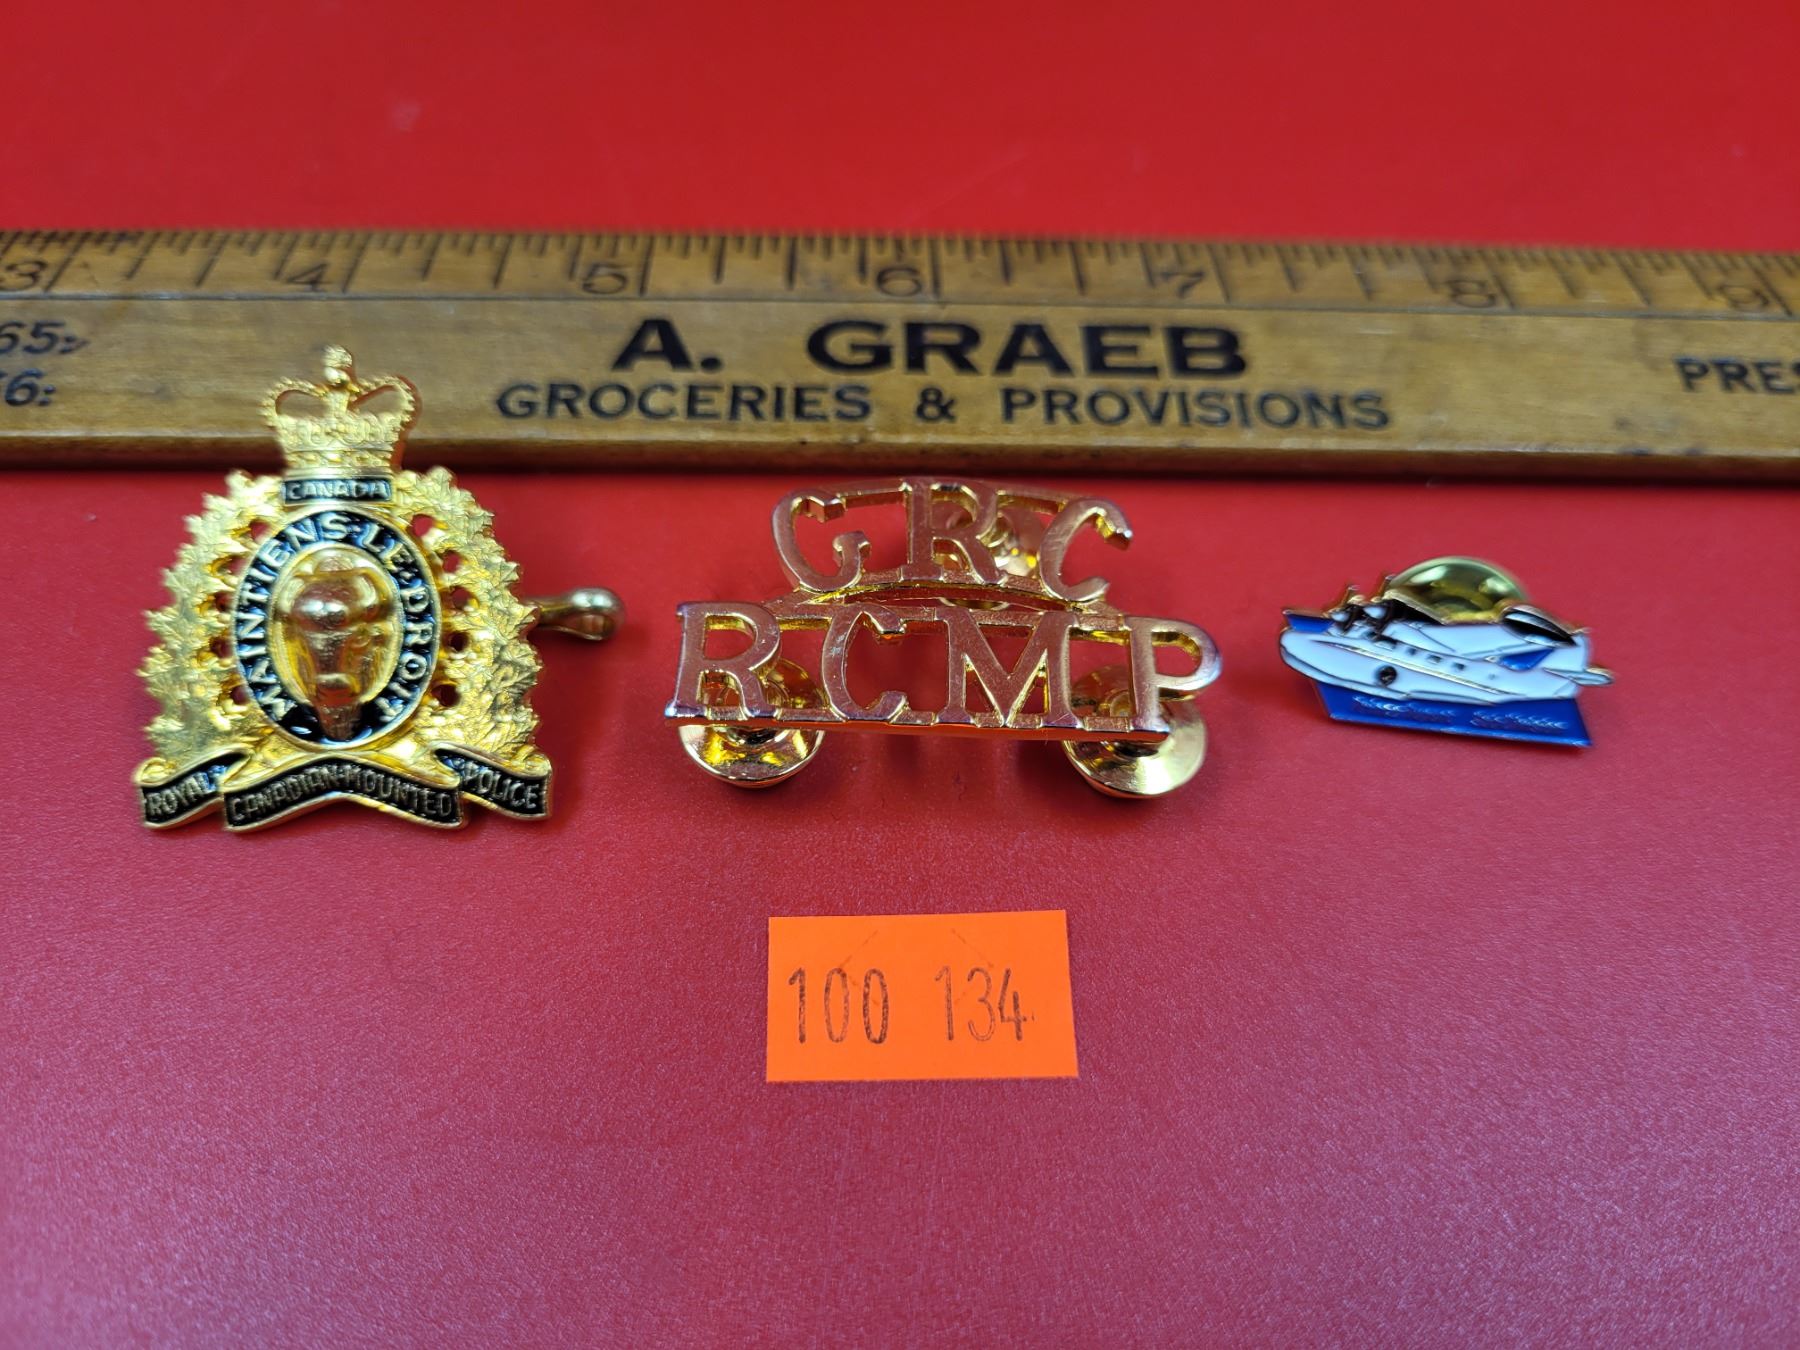 3 4 5 6 7 8 9
65:
A. GRAEB
6:
GROCERIES & PROVISIONS
PRES
CANADA
MAINTIENS LE DROIT
ROYAL CANADIAN MOUNTED POLICE
GRC
RCMP
100 134